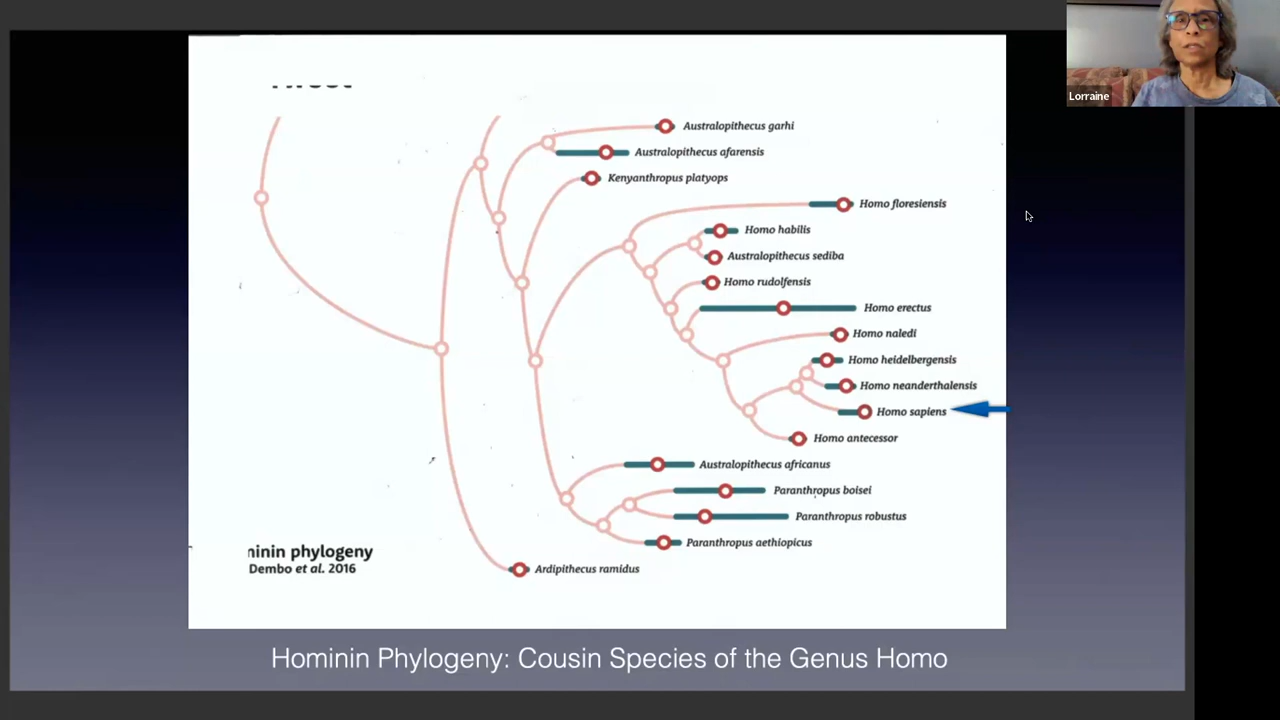 Lorraine
Australopithecus garhi
Australopithecus afarensis
Kenyanthropus platyops
Homo floresiensis
Homo habilis
Australopithecus sediba
Homo rudolfensis
Homo erectus
Homo naledi
Homo heidelbergensis
Homo neanderthalensis
Homo sapiens
Homo antecessor
Australopithecus africanus
Paranthropus boisei
Paranthropus robustus
Paranthropus aethiopicus
Ardipithecus ramidus
ninin phylogeny
Dembo et al. 2016
Hominin Phylogeny: Cousin Species of the Genus Homo